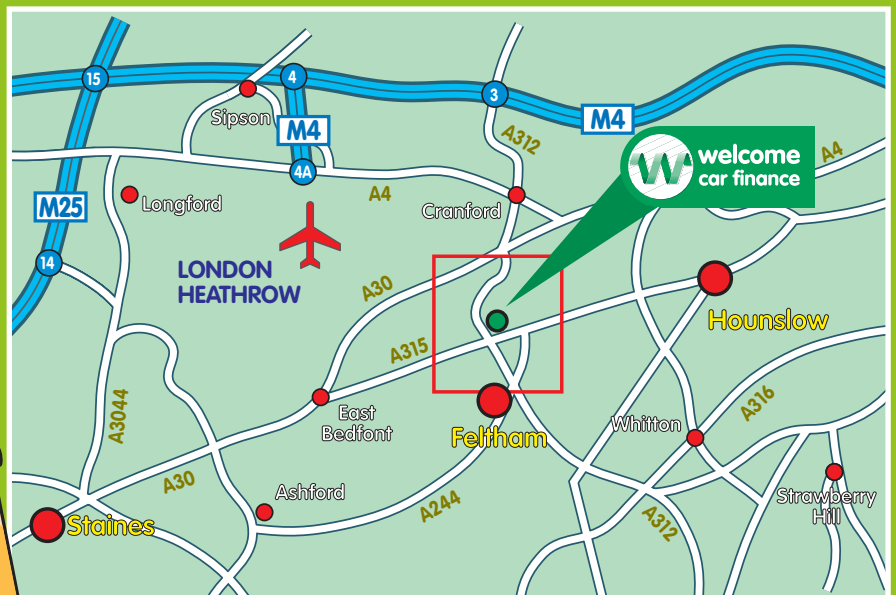 15
4
3
Sipson
M4
M4
A312
welcome
car finance
A4
4A
A4
M25
Longford
Cranford
14
LONDON
HEATHROW
A30
Hounslow
A315
A3044
East
Bedfont
A316
Feltham
Whitton
A30
Ashford
A244
Strawberry
Hill
A312
Staines